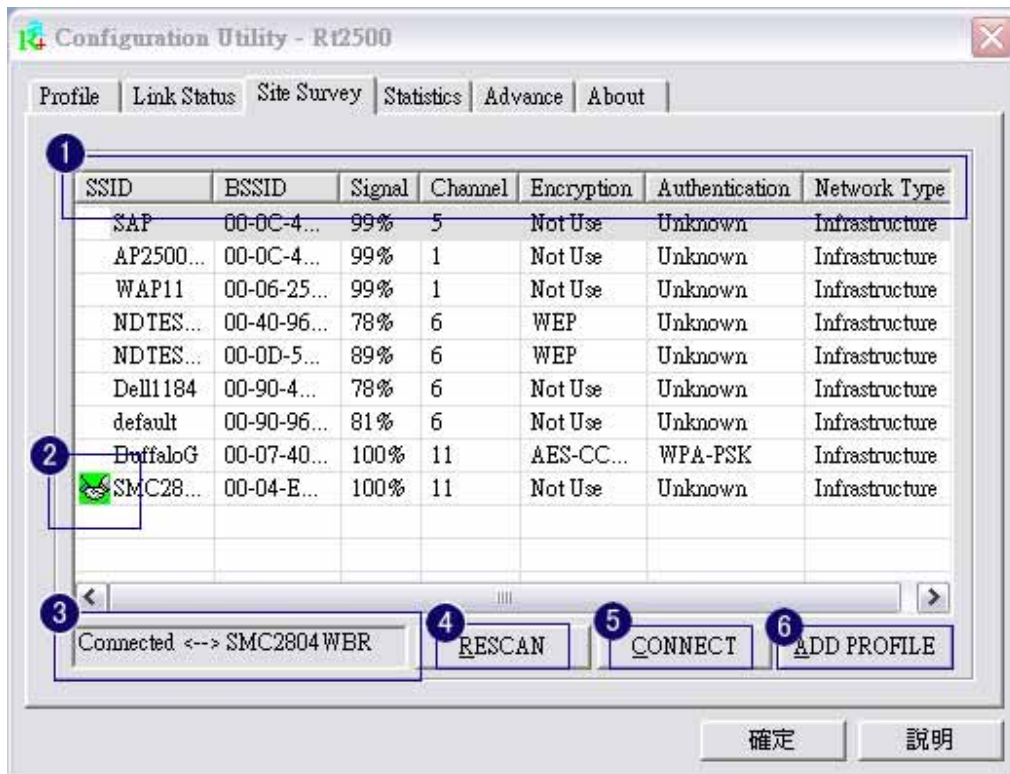 Configuration Utility - Rt2500
Profile Link Status Site Survey Statistics Advance About
1
SSID BSSID Signal Channel Encryption Authentication Network Type
SAP 00-0C-4... 99% 5 Not Use Unknown Infrastructure
AP2500... 00-0C-4... 99% 1 Not Use Unknown Infrastructure
WAP11 00-06-25... 99% 1 Not Use Unknown Infrastructure
NDTES... 00-40-96... 78% 6 WEP Unknown Infrastructure
NDTES... 00-0D-5... 89% 6 WEP Unknown Infrastructure
Dell1184 00-90-4... 78% 6 Not Use Unknown Infrastructure
default 00-90-96... 81% 6 Not Use Unknown Infrastructure
2 BuffaloG 00-07-40... 100% 11 AES-CC... WPA-PSK Infrastructure
SMC28... 00-04-E... 100% 11 Not Use Unknown Infrastructure
3 4 5 6
Connected <--> SMC2804WBR RESCAN CONNECT ADD PROFILE
確定 說明